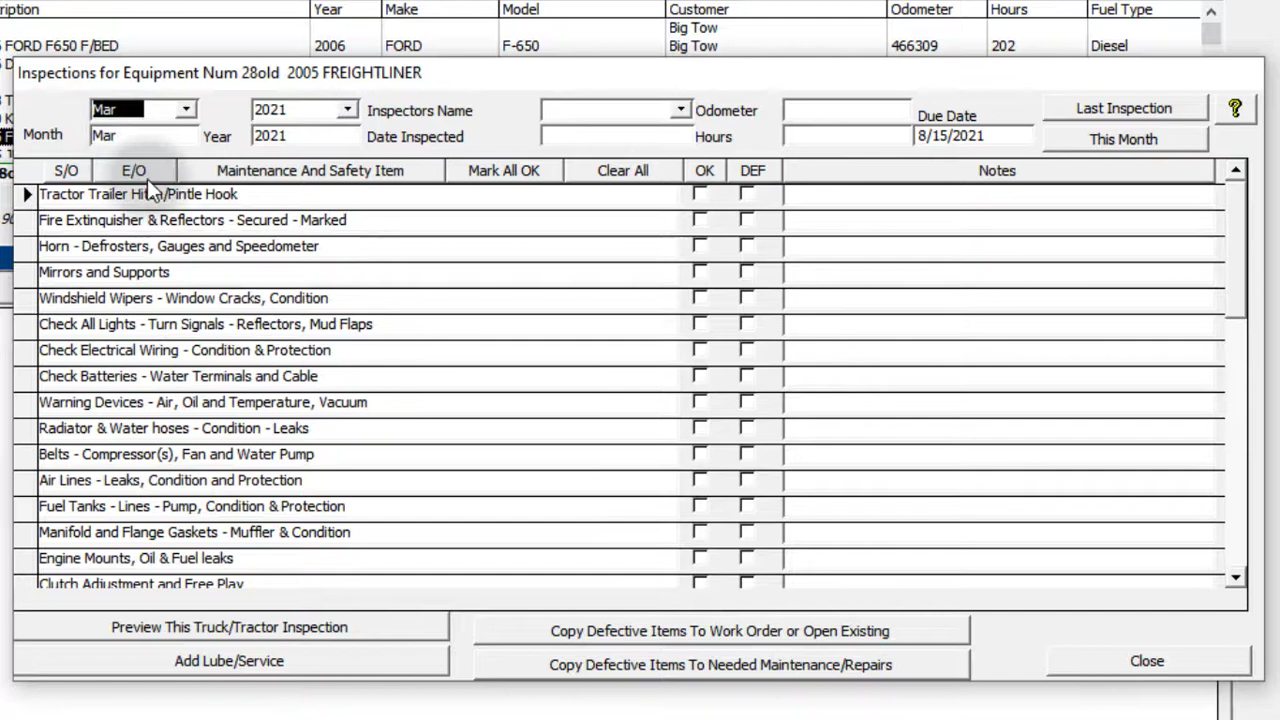 ription Year Make Model Customer Odometer Hours Fuel Type
Big Tow
FORD F650 F/BED 2006 FORD F-650 Big Tow 466309 202 Diesel
Inspections for Equipment Num 28old 2005 FREIGHTLINER
Mar 2021 Inspectors Name Odometer Due Date Last Inspection ?
Month Mar Year 2021 Date Inspected Hours 8/15/2021 This Month
S/O E/O Maintenance And Safety Item Mark All OK Clear All OK DEF Notes
Tractor Trailer Hitch/Pintle Hook
Fire Extinguisher & Reflectors - Secured - Marked
Horn - Defrosters, Gauges and Speedometer
Mirrors and Supports
Windshield Wipers - Window Cracks, Condition
Check All Lights - Turn Signals - Reflectors, Mud Flaps
Check Electrical Wiring - Condition & Protection
Check Batteries - Water Terminals and Cable
Warning Devices - Air, Oil and Temperature, Vacuum
Radiator & Water hoses - Condition - Leaks
Belts - Compressor(s), Fan and Water Pump
Air Lines - Leaks, Condition and Protection
Fuel Tanks - Lines - Pump, Condition & Protection
Manifold and Flange Gaskets - Muffler & Condition
Engine Mounts, Oil & Fuel leaks
Clutch Adjustment and Free Play
Preview This Truck/Tractor Inspection Copy Defective Items To Work Order or Open Existing
Add Lube/Service Copy Defective Items To Needed Maintenance/Repairs Close